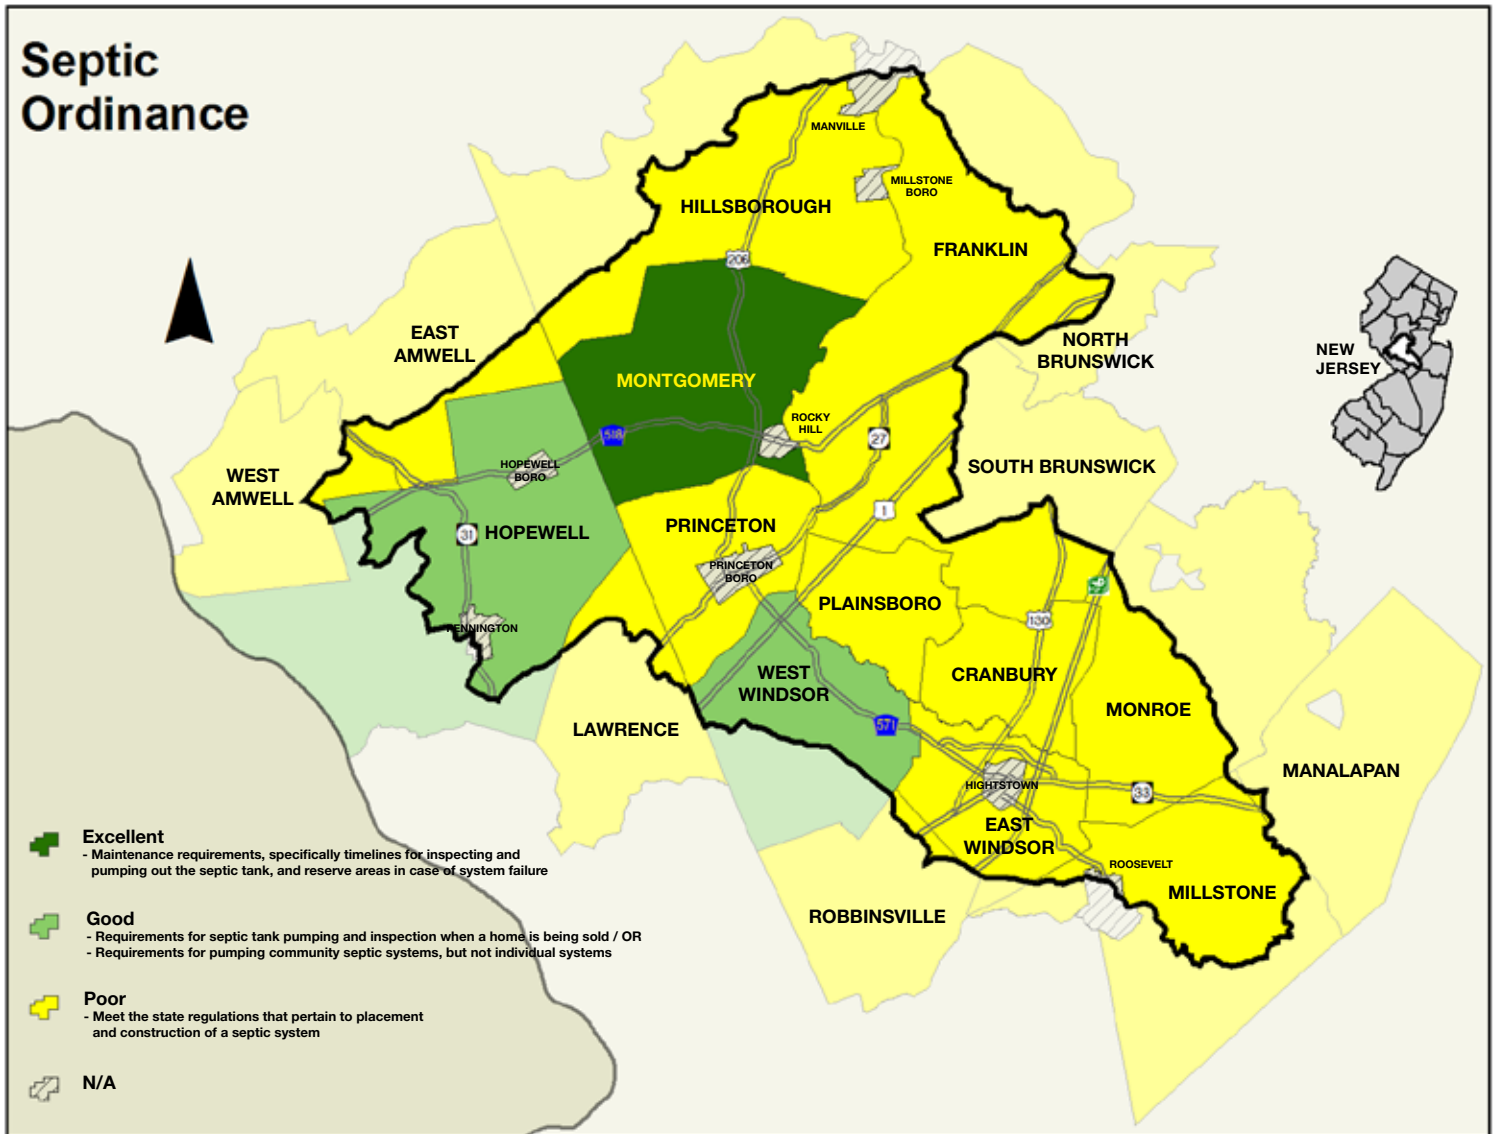 Septic
Ordinance
MANVILLE
MILLSTONE
BORO
HILLSBOROUGH
FRANKLIN
206
EAST
AMWELL
NORTH
BRUNSWICK
NEW
JERSEY
MONTGOMERY
ROCKY
HILL
518
27
HOPEWELL
BORO
WEST
AMWELL
SOUTH BRUNSWICK
1
PRINCETON
31
HOPEWELL
PRINCETON
BORO
PLAINSBORO
130
PENNINGTON
WEST
WINDSOR
CRANBURY
MONROE
LAWRENCE
571
MANALAPAN
HIGHTSTOWN
33
EAST
WINDSOR
ROOSEVELT
MILLSTONE
ROBBINSVILLE
Excellent
- Maintenance requirements, specifically timelines for inspecting and
pumping out the septic tank, and reserve areas in case of system failure
Good
- Requirements for septic tank pumping and inspection when a home is being sold / OR
- Requirements for pumping community septic systems, but not individual systems
Poor
- Meet the state regulations that pertain to placement
and construction of a septic system
N/A